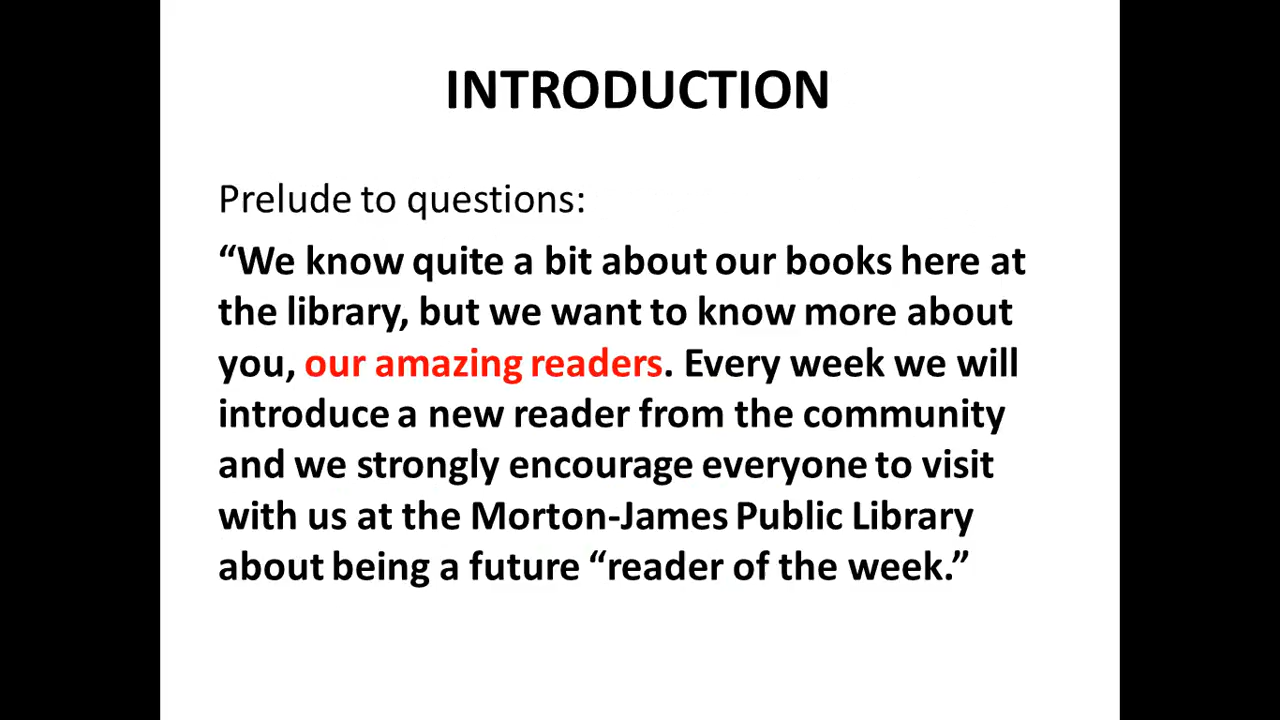 INTRODUCTION
Prelude to questions:
“We know quite a bit about our books here at
the library, but we want to know more about
you, our amazing readers. Every week we will
introduce a new reader from the community
and we strongly encourage everyone to visit
with us at the Morton-James Public Library
about being a future “reader of the week.”